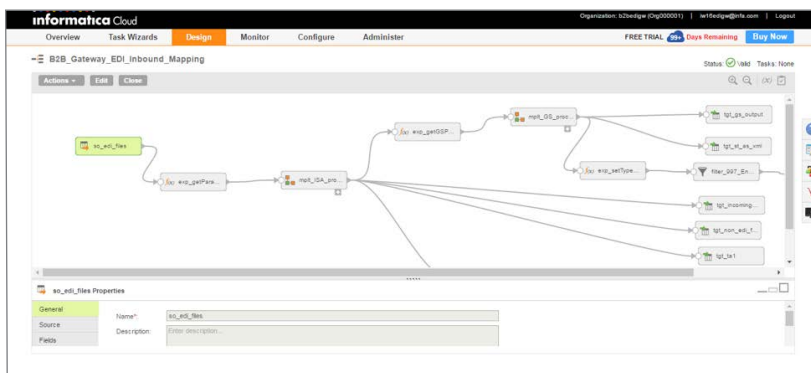 Informatica Cloud
Organization: b2bedigw (Org000001) | iw16edigw@infa.com | Logout
Overview Task Wizards Design Monitor Configure Administer FREE TRIAL 99+ Days Remaining Buy Now
B2B_Gateway_EDI_Inbound_Mapping
Status: Valid Tasks: None
Actions Edit Close
(x)
mplt_GS_proc...
tgt_gs_output
exp_getGSP...
so_edi_files
tgt_st_as_xml
exp_setType...
filter_997_En...
exp_getPara...
mplt_ISA_pro...
tgt_incoming...
tgt_non_edi_f...
tgt_ta1
so_edi_files Properties
General
Name*: so_edi_files
Source
Description: Enter description...
Fields